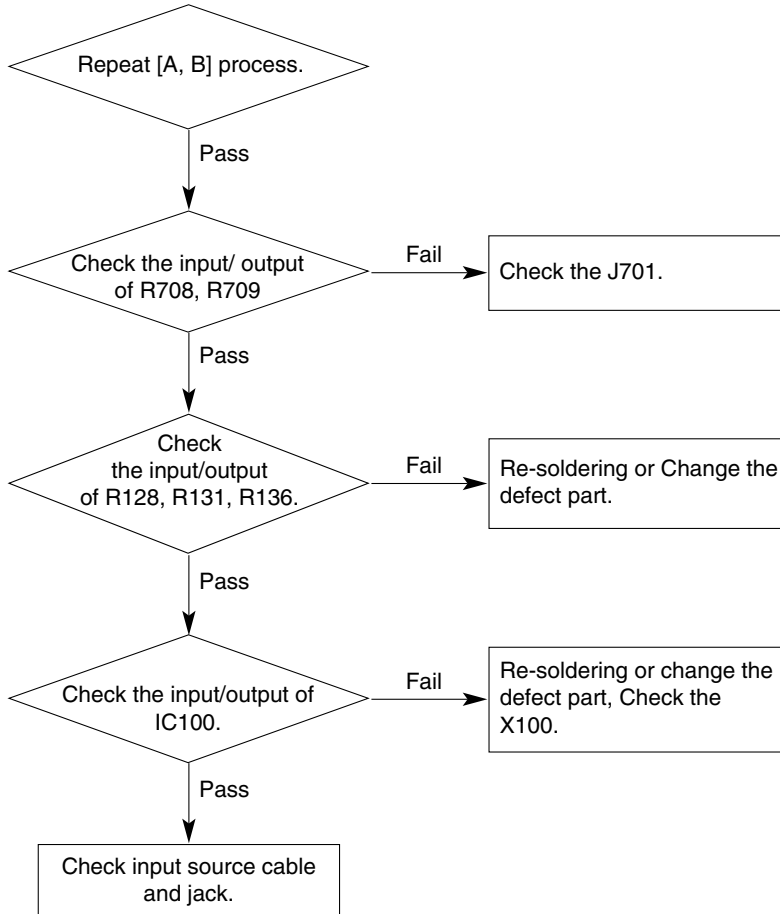 Repeat [A, B] process.
Pass
Check the input/ output
of R708, R709
Fail
Check the J701.
Pass
Check
the input/output
of R128, R131, R136.
Fail
Re-soldering or Change the
defect part.
Pass
Check the input/output of
IC100.
Fail
Re-soldering or change the
defect part, Check the
X100.
Pass
Check input source cable
and jack.